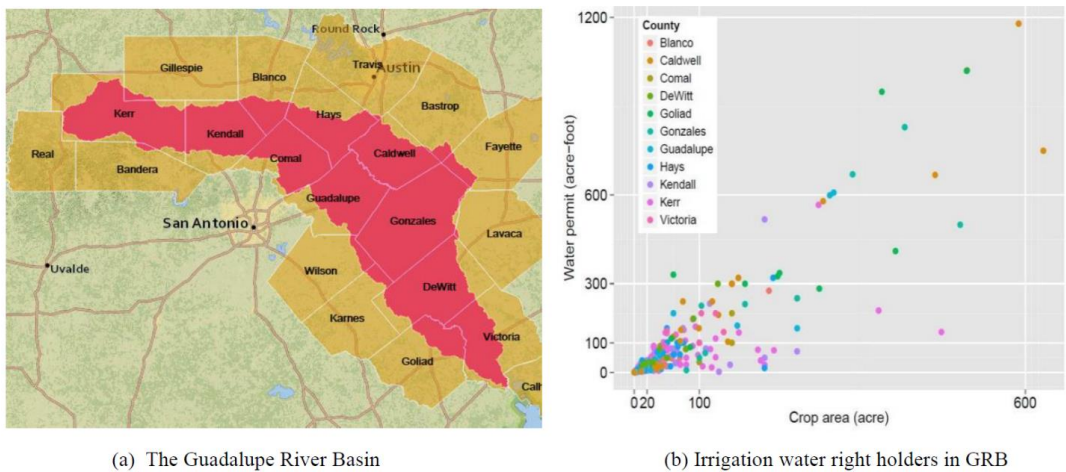 Round Rock
Gillespie
Travis
Austin
Blanco
Bastrop
Kerr
Hays
Kendall
Caldwell
Fayette
Real
Comal
Bandera
Guadalupe
Gonzales
San Antonio
Lavaca
Uvalde
Wilson
DeWitt
Karnes
Victoria
Goliad
Calh
(a) The Guadalupe River Basin
1200
600
300
100
0
Water permit (acre-foot)
County
Blanco
Caldwell
Comal
DeWitt
Goliad
Gonzales
Guadalupe
Hays
Kendall
Kerr
Victoria
0 20 100 600
Crop area (acre)
(b) Irrigation water right holders in GRB